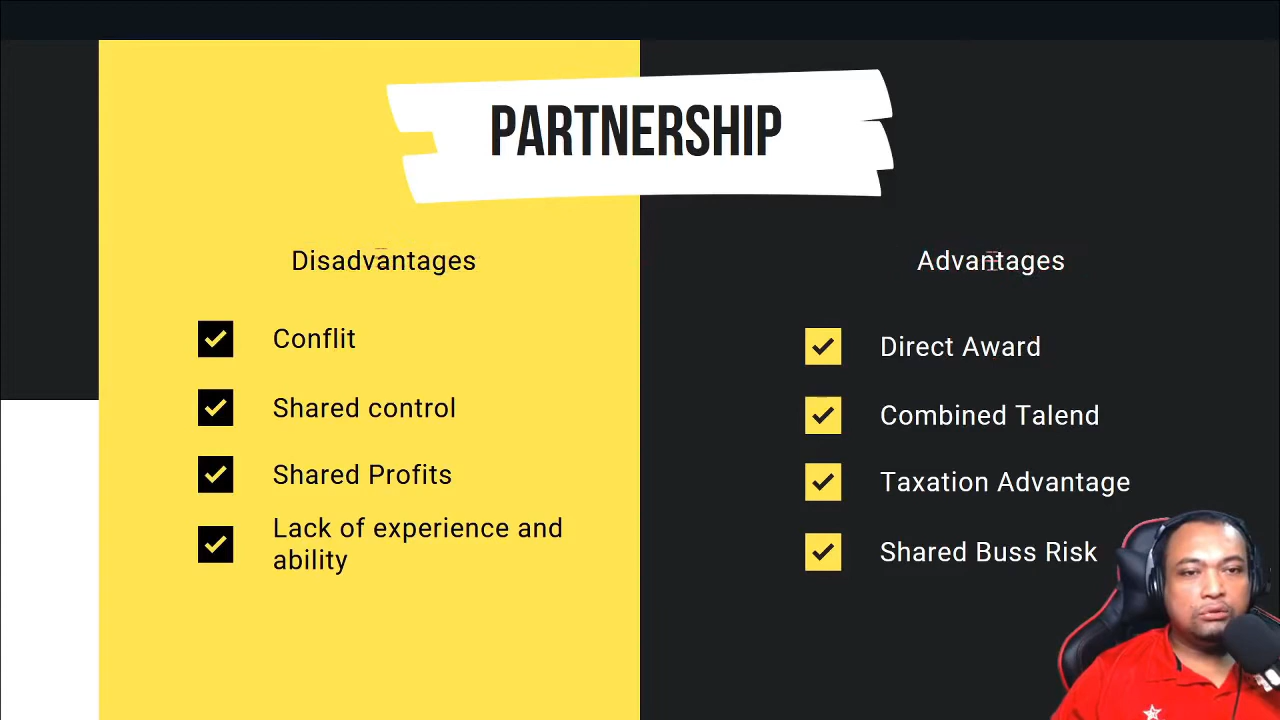 PARTNERSHIP
Disadvantages
Conflit
Shared control
Shared Profits
Lack of experience and
ability
Advantages
Direct Award
Combined Talend
Taxation Advantage
Shared Buss Risk